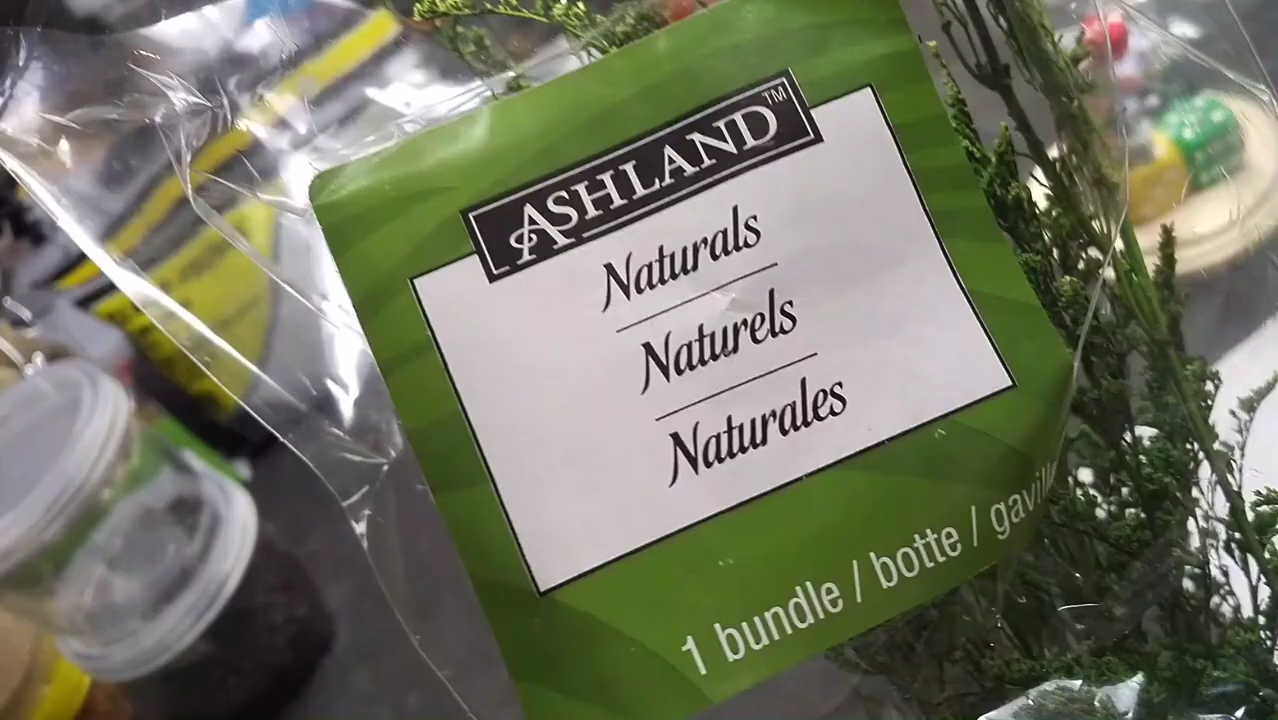 ASHLAND™
Naturals
Naturels
Naturales
1 bundle / botte /